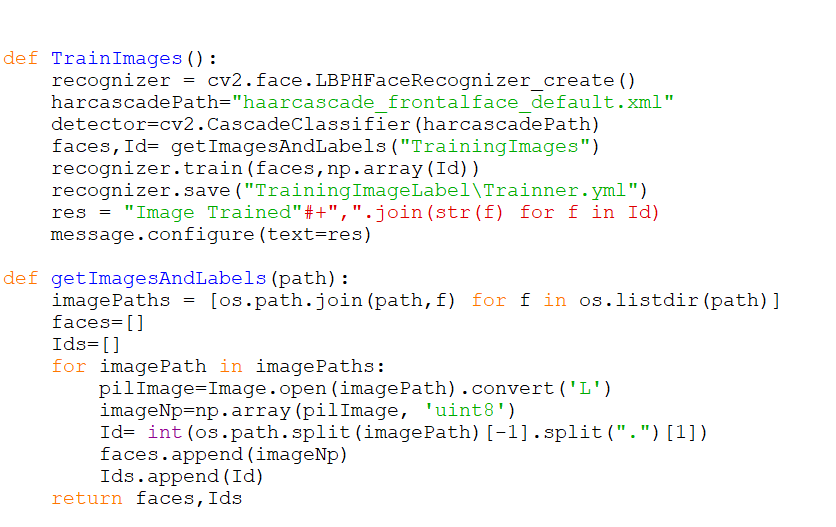 def TrainImages():
    recognizer = cv2.face.LBPHFaceRecognizer_create()
    harcascadePath="haarcascade_frontalface_default.xml"
    detector=cv2.CascadeClassifier(harcascadePath)
    faces,Id= getImagesAndLabels("TrainingImages")
    recognizer.train(faces,np.array(Id))
    recognizer.save("TrainingImageLabel\Trainner.yml")
    res = "Image Trained"#+",".join(str(f) for f in Id)
    message.configure(text=res)

def getImagesAndLabels(path):
    imagePaths = [os.path.join(path,f) for f in os.listdir(path)]
    faces=[]
    Ids=[]
    for imagePath in imagePaths:
        pilImage=Image.open(imagePath).convert('L')
        imageNp=np.array(pilImage, 'uint8')
        Id= int(os.path.split(imagePath)[-1].split(".")[1])
        faces.append(imageNp)
        Ids.append(Id)
    return faces,Ids